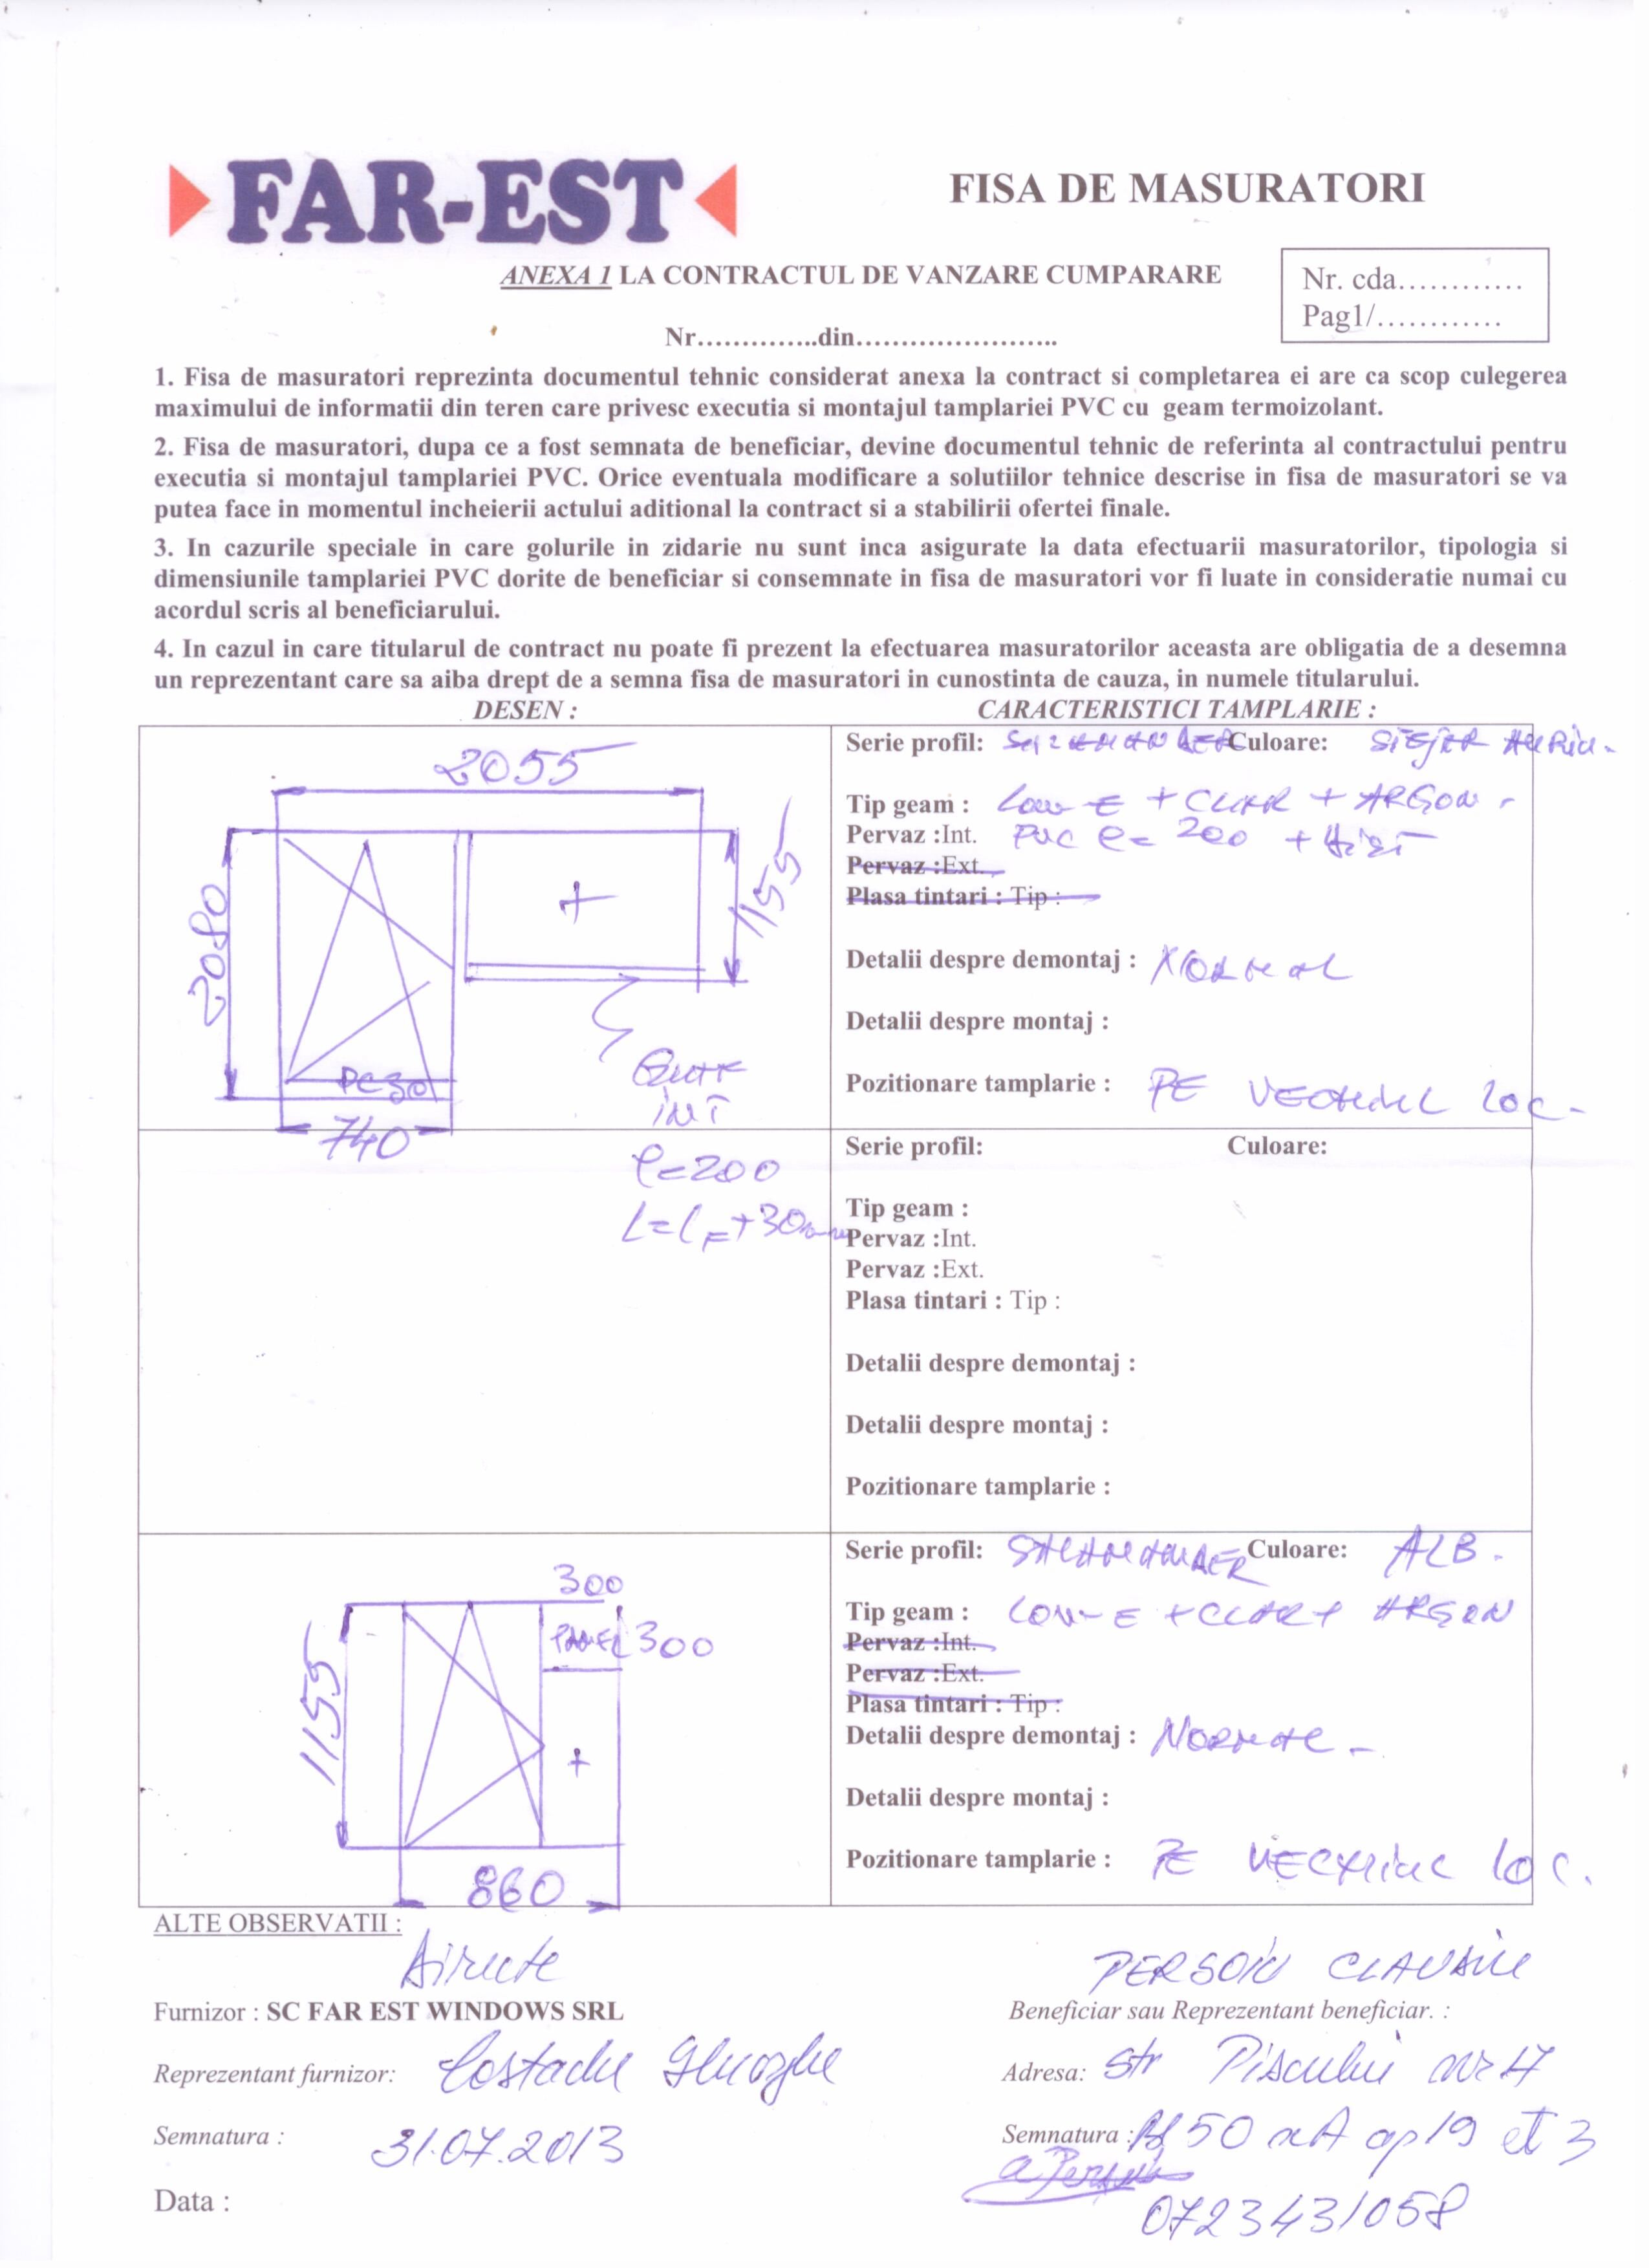 FAR-EST
FISA DE MASURATORI
ANEXA 1 LA CONTRACTUL DE VANZARE CUMPARARE
Nr. cda…………
Pag1/…………
Nr…………..din…………………..
1. Fisa de masuratori reprezinta documentul tehnic considerat anexa la contract si completarea ei are ca scop culegerea
maximului de informatii din teren care privesc executia si montajul tamplariei PVC cu geam termoizolant.
2. Fisa de masuratori, dupa ce a fost semnata de beneficiar, devine documentul tehnic de referinta al contractului pentru
executia si montajul tamplariei PVC. Orice eventuala modificare a solutiilor tehnice descrise in fisa de masuratori se va
putea face in momentul incheierii actului aditional la contract si a stabilirii ofertei finale.
3. In cazurile speciale in care golurile in zidarie nu sunt inca asigurate la data efectuarii masuratorilor, tipologia si
dimensiunile tamplariei PVC dorite de beneficiar si consemnate in fisa de masuratori vor fi luate in consideratie numai cu
acordul scris al beneficiarului.
4. In cazul in care titularul de contract nu poate fi prezent la efectuarea masuratorilor aceasta are obligatia de a desemna
un reprezentant care sa aiba drept de a semna fisa de masuratori in cunostinta de cauza, in numele titularului.
DESEN :
CARACTERISTICI TAMPLARIE :
2055
2080
1155
+
PC30
740
INT
l=200
Serie profil: SALAMANDER Culoare: STEJAR AURIU-
Tip geam : LOW-E + CLAR + ARGON -
Pervaz :Int. PVC l= 200
Pervaz :Ext.
Plasa tintari : Tip :
Detalii despre demontaj : NORMAL
Detalii despre montaj :
Pozitionare tamplarie : PE VECHIUL LOC-
Serie profil: Culoare:
Tip geam :
Pervaz :Int.
Pervaz :Ext.
Plasa tintari : Tip :
Detalii despre demontaj :
Detalii despre montaj :
Pozitionare tamplarie :
300
PANEL 300
1155
+
860
Serie profil: SALAMANDER Culoare: ALB.
Tip geam : LOW-E + CLAR + ARGON
Pervaz :Int.
Pervaz :Ext.
Plasa tintari : Tip :
Detalii despre demontaj : NORMAL -
Detalii despre montaj :
Pozitionare tamplarie : PE VECHIUL LOC.
ALTE OBSERVATII :
PERSOIU CLAUDIU
Furnizor : SC FAR EST WINDOWS SRL
Beneficiar sau Reprezentant beneficiar. :
Reprezentant furnizor: Costache Gheorghe
Adresa: Str Piscului nr 17
Semnatura : 31.07.2013
Semnatura : Bl 50 sc A ap 19 et 3
Data :
0723431058